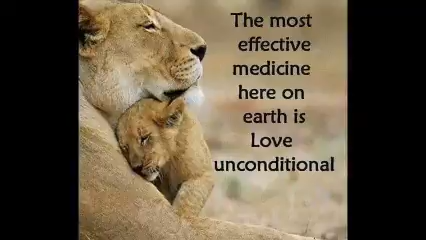 The most
effective
medicine
here on
earth is
Love
unconditional